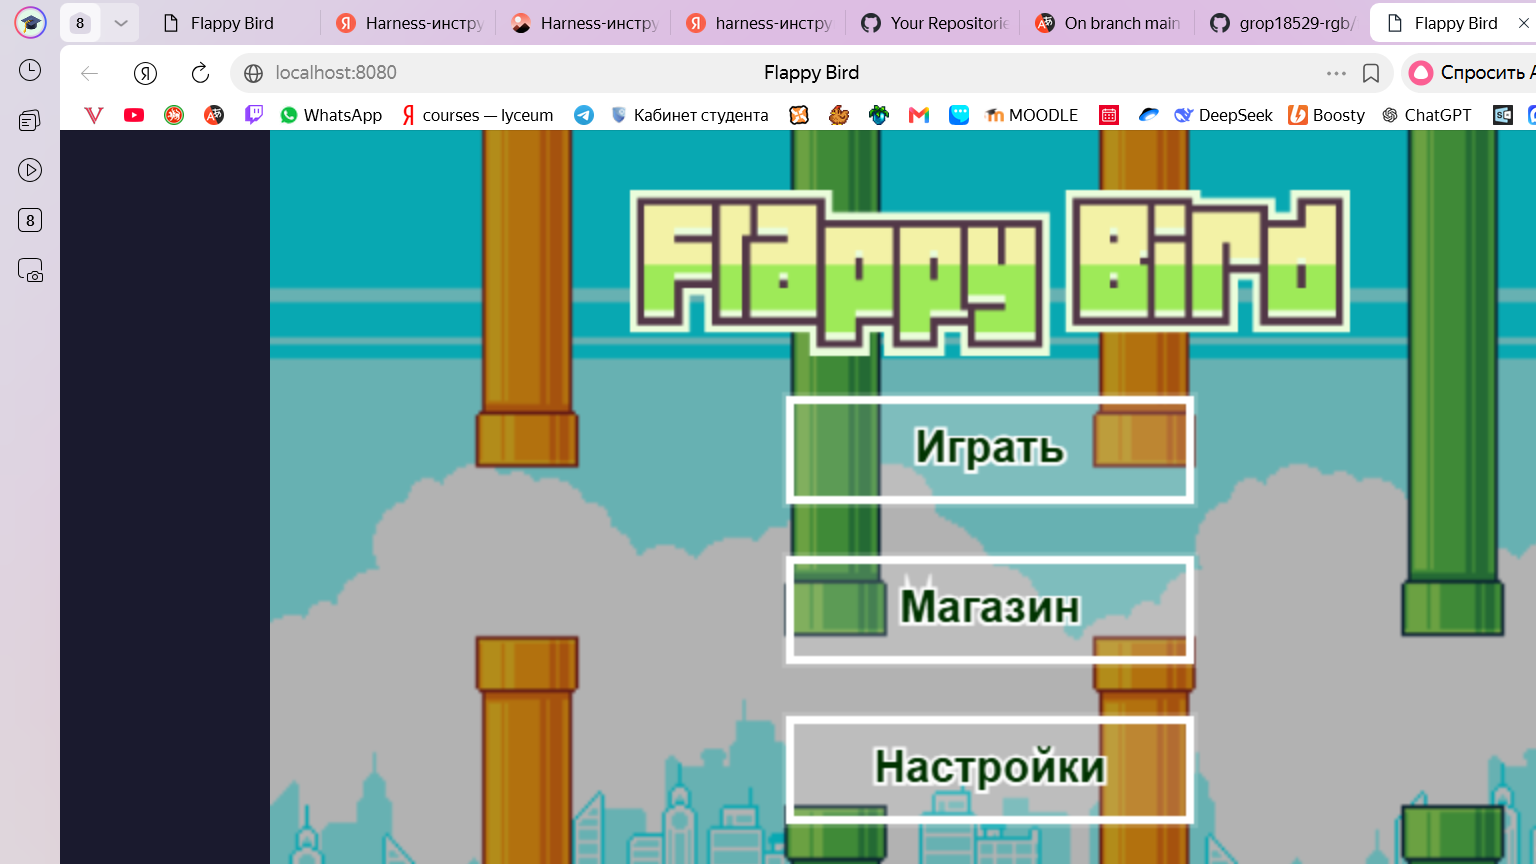 8
Flappy Bird
Harness-инстру
Harness-инстру
harness-инстру
Your Repositorie
On branch main
grop18529-rgb/
Flappy Bird
localhost:8080
Flappy Bird
Спросить А
WhatsApp
courses — lyceum
Кабинет студента
MOODLE
DeepSeek
Boosty
ChatGPT
8
Flappy Bird
Играть
Магазин
Настройки